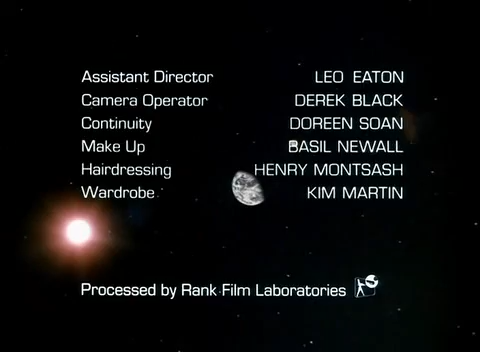 Assistant Director LEO EATON
Camera Operator DEREK BLACK
Continuity DOREEN SOAN
Make Up BASIL NEWALL
Hairdressing HENRY MONTSASH
Wardrobe KIM MARTIN
Processed by Rank Film Laboratories